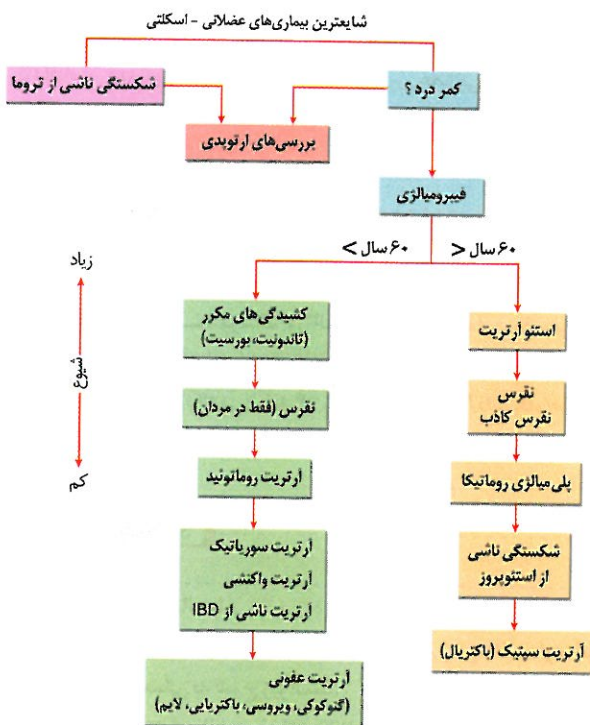 شایعترین بیماری‌های عضلانی - اسکلتی
شکستگی ناشی از تروما
کمر درد ؟
بررسی‌های ارتوپدی
فیبرومیالژی
۶۰ سال >
۶۰ سال <
زیاد
شیوع
کم
کشیدگی‌های مکرر
(تاندونیت، بورسیت)
نقرس (فقط در مردان)
آرتریت روماتوئید
آرتریت سوریاتیک
آرتریت واکنشی
آرتریت ناشی از IBD
آرتریت عفونی
(گنوکوکی، ویروسی، باکتریایی، لایم)
استئو آرتریت
نقرس
نقرس کاذب
پلی میالژی روماتیکا
شکستگی ناشی
از استئوپروز
آرتریت سپتیک (باکتریال)